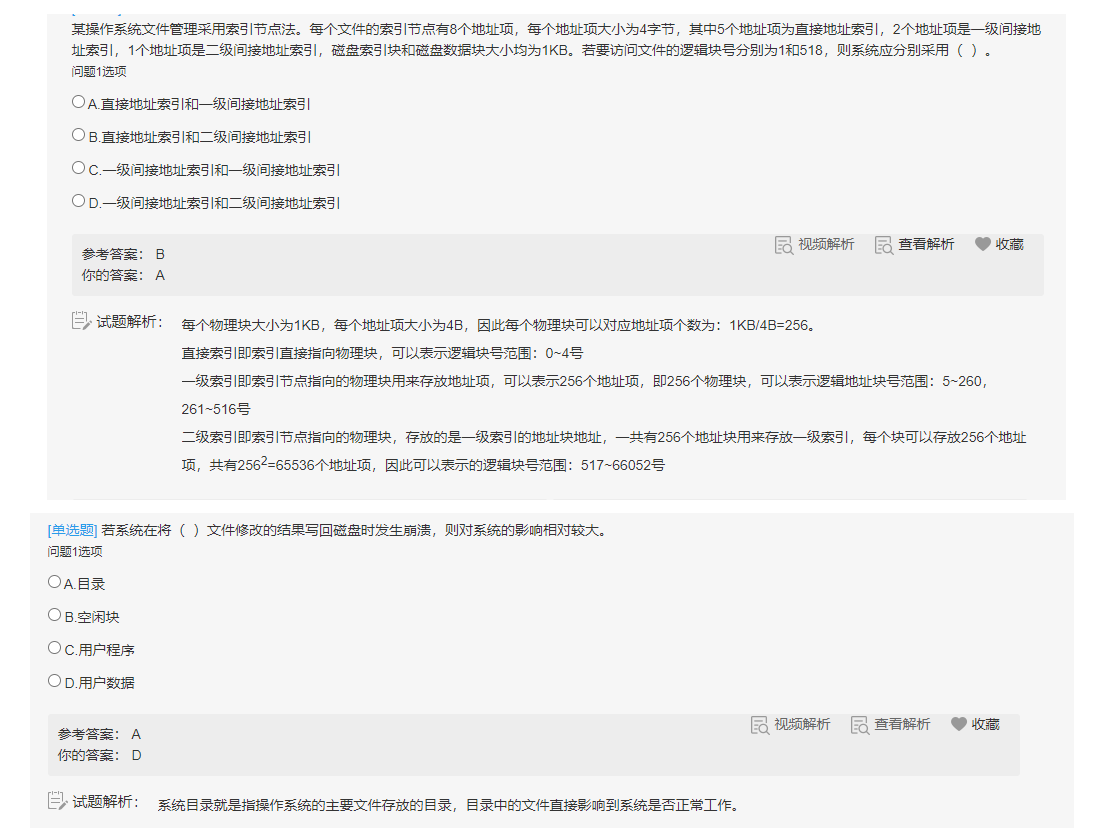 某操作系统文件管理采用索引节点法。每个文件的索引节点有8个地址项，每个地址项大小为4字节，其中5个地址项为直接地址索引，2个地址项是一级间接地
址索引，1个地址项是二级间接地址索引，磁盘索引块和磁盘数据块大小均为1KB。若要访问文件的逻辑块号分别为1和518，则系统应分别采用（ ）。
问题1选项
A.直接地址索引和一级间接地址索引
B.直接地址索引和二级间接地址索引
C.一级间接地址索引和一级间接地址索引
D.一级间接地址索引和二级间接地址索引
参考答案： B
视频解析 查看解析 收藏
你的答案： A
试题解析： 每个物理块大小为1KB，每个地址项大小为4B，因此每个物理块可以对应地址项个数为：1KB/4B=256。
直接索引即索引直接指向物理块，可以表示逻辑块号范围：0~4号
一级索引即索引节点指向的物理块用来存放地址项，可以表示256个地址项，即256个物理块，可以表示逻辑地址块号范围：5~260，
261~516号
二级索引即索引节点指向的物理块，存放的是一级索引的地址块地址，一共有256个地址块用来存放一级索引，每个块可以存放256个地址
项，共有256²=65536个地址项，因此可以表示的逻辑块号范围：517~66052号
[单选题] 若系统在将（ ）文件修改的结果写回磁盘时发生崩溃，则对系统的影响相对较大。
问题1选项
A.目录
B.空闲块
C.用户程序
D.用户数据
参考答案： A
视频解析 查看解析 收藏
你的答案： D
试题解析： 系统目录就是指操作系统的主要文件存放的目录，目录中的文件直接影响到系统是否正常工作。